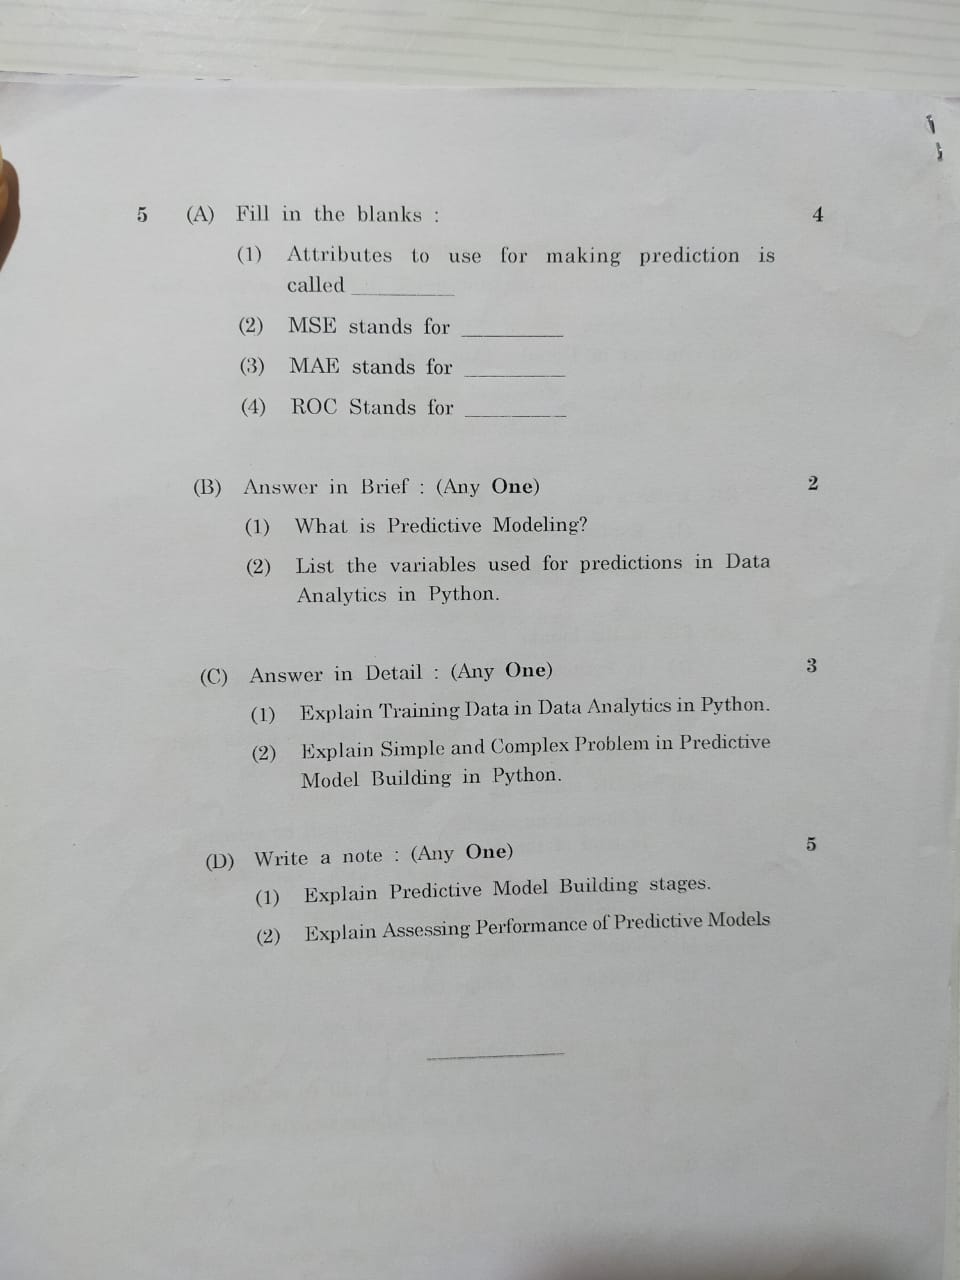 5 (A) Fill in the blanks : 4
(1) Attributes to use for making prediction is
called __________
(2) MSE stands for __________
(3) MAE stands for __________
(4) ROC Stands for __________
(B) Answer in Brief : (Any One) 2
(1) What is Predictive Modeling?
(2) List the variables used for predictions in Data
Analytics in Python.
(C) Answer in Detail : (Any One) 3
(1) Explain Training Data in Data Analytics in Python.
(2) Explain Simple and Complex Problem in Predictive
Model Building in Python.
(D) Write a note : (Any One) 5
(1) Explain Predictive Model Building stages.
(2) Explain Assessing Performance of Predictive Models